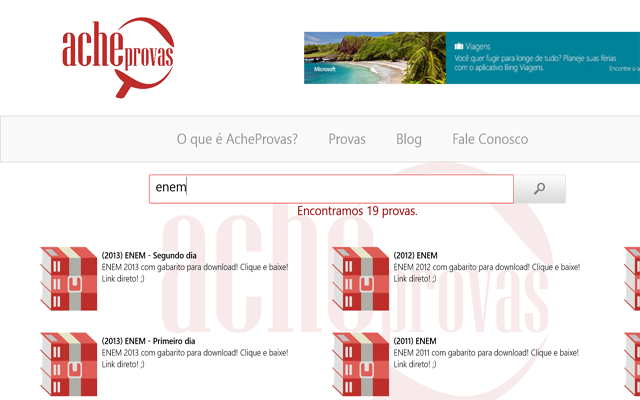 acheprovas
Viagens
Você quer fugir para longe de tudo? Planeje suas férias
com o aplicativo Bing Viagens.
Microsoft
Encontre o se
O que é AcheProvas?
Provas
Blog
Fale Conosco
enem
Encontramos 19 provas.
acheprovas
(2013) ENEM - Segundo dia
ENEM 2013 com gabarito para download! Clique e baixe!
Link direto! ;)
(2012) ENEM
ENEM 2012 com gabarito para download! Clique e baixe!
Link direto! ;)
(2013) ENEM - Primeiro dia
ENEM 2013 com gabarito para download! Clique e baixe!
Link direto! ;)
(2011) ENEM
ENEM 2011 com gabarito para download! Clique e baixe!
Link direto! ;)